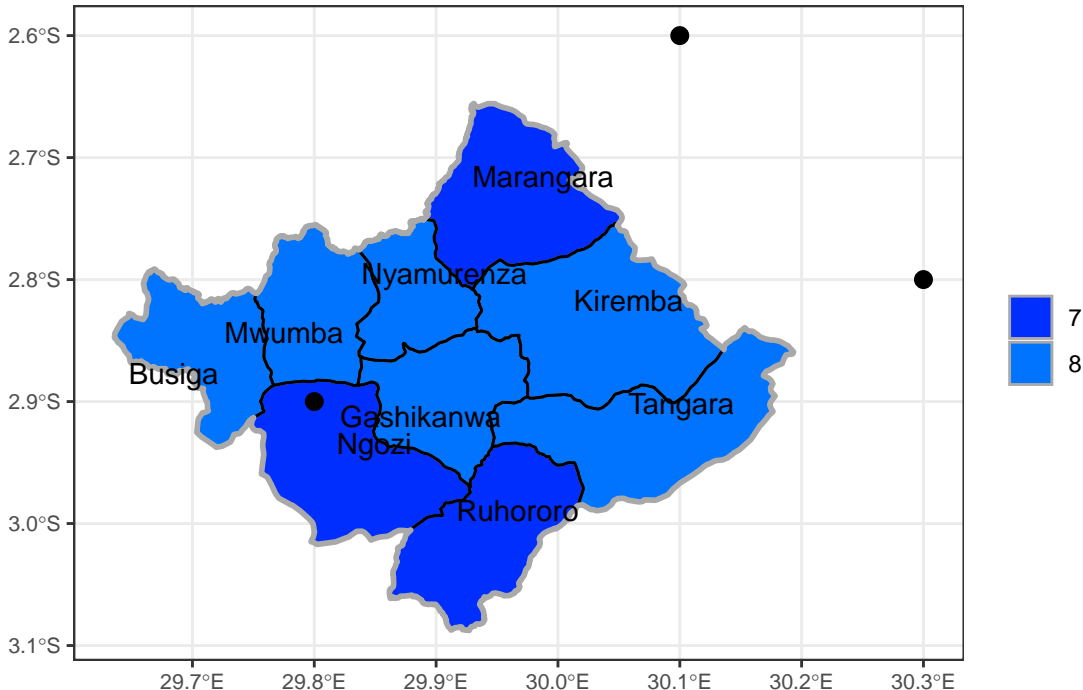 2.6°S
2.7°S
2.8°S
2.9°S
3.0°S
3.1°S
Marangara
Nyamurenza
Kiremba
Mwumba
Busiga
Tangara
Gashikanwa
Ngozi
Ruhororo
29.7°E 29.8°E 29.9°E 30.0°E 30.1°E 30.2°E 30.3°E
7
8